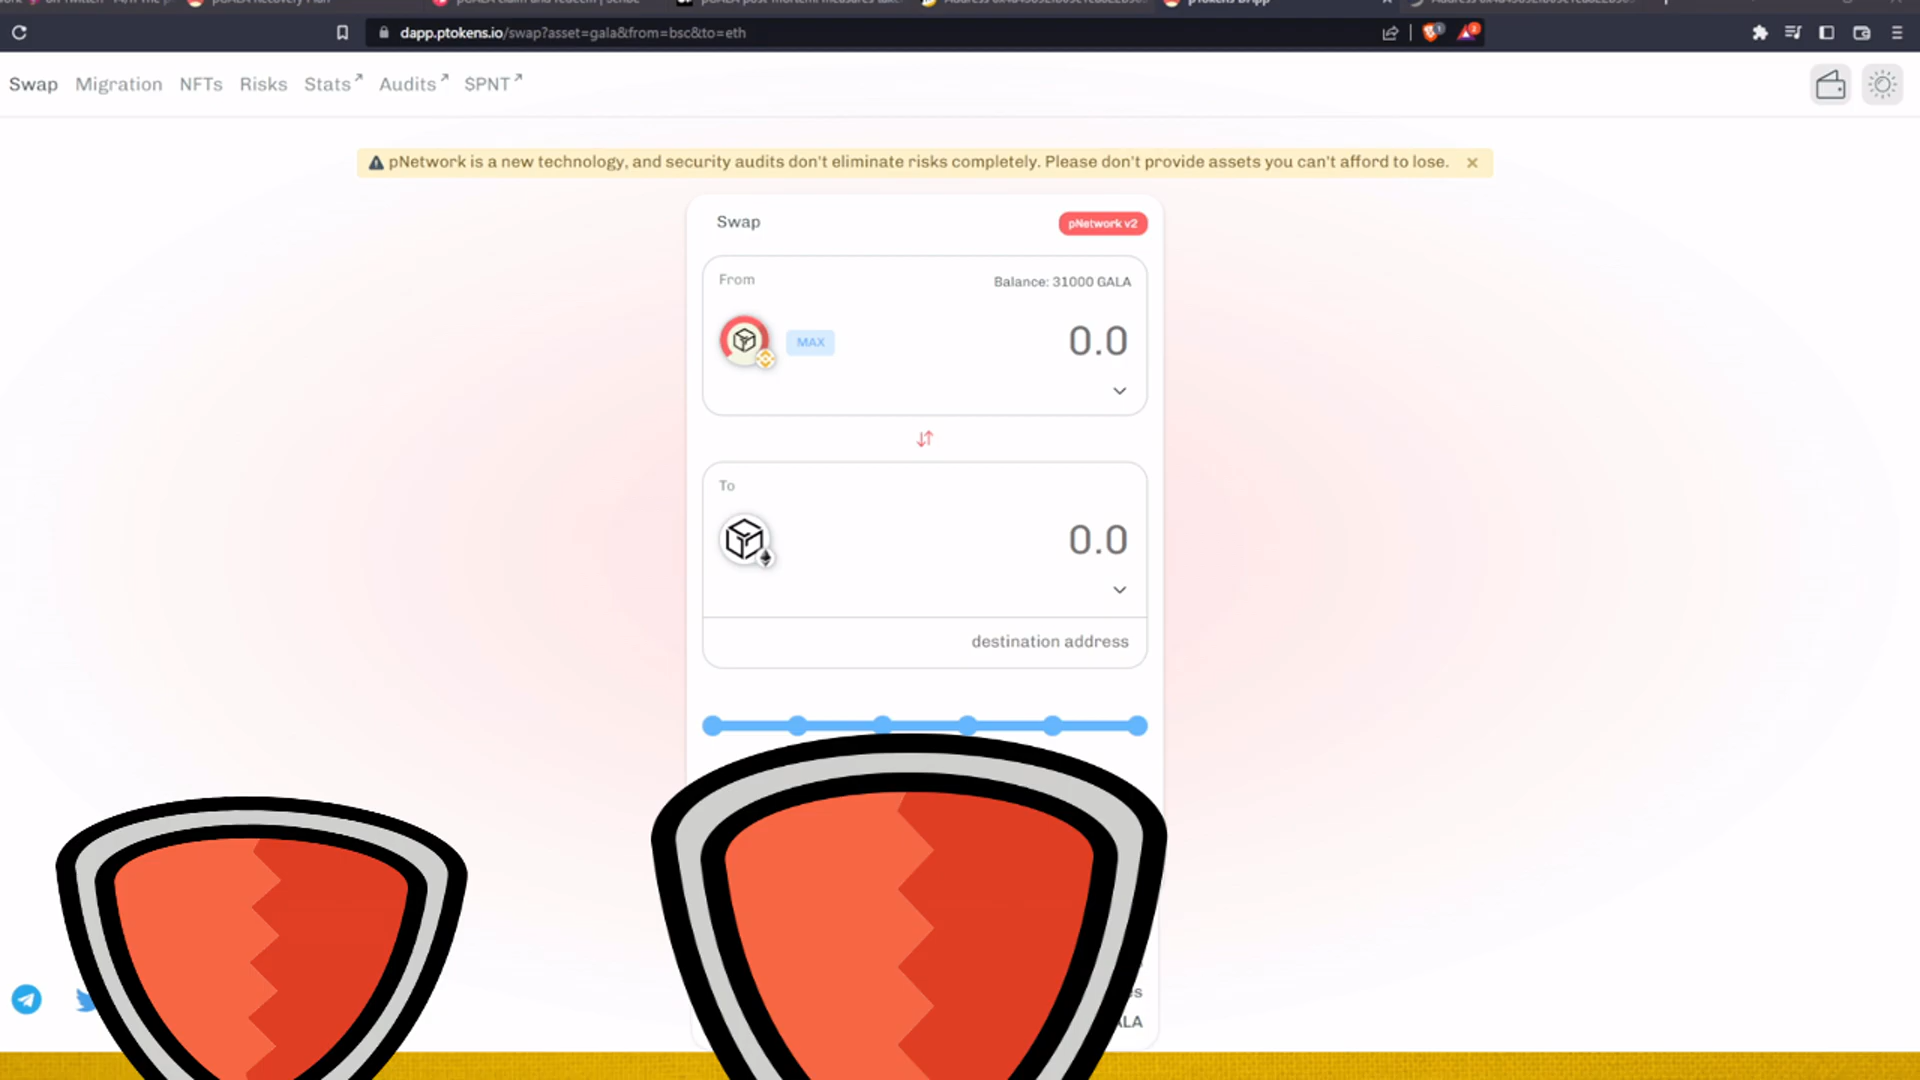 dapp.ptokens.io/swap?asset=gala&from=bsc&to=eth
Swap Migration NFTs Risks Stats Audits $PNT
pNetwork is a new technology, and security audits don't eliminate risks completely. Please don't provide assets you can't afford to lose. ×
Swap pNetwork v2
From Balance: 31000 GALA
MAX 0.0
To
0.0
destination address